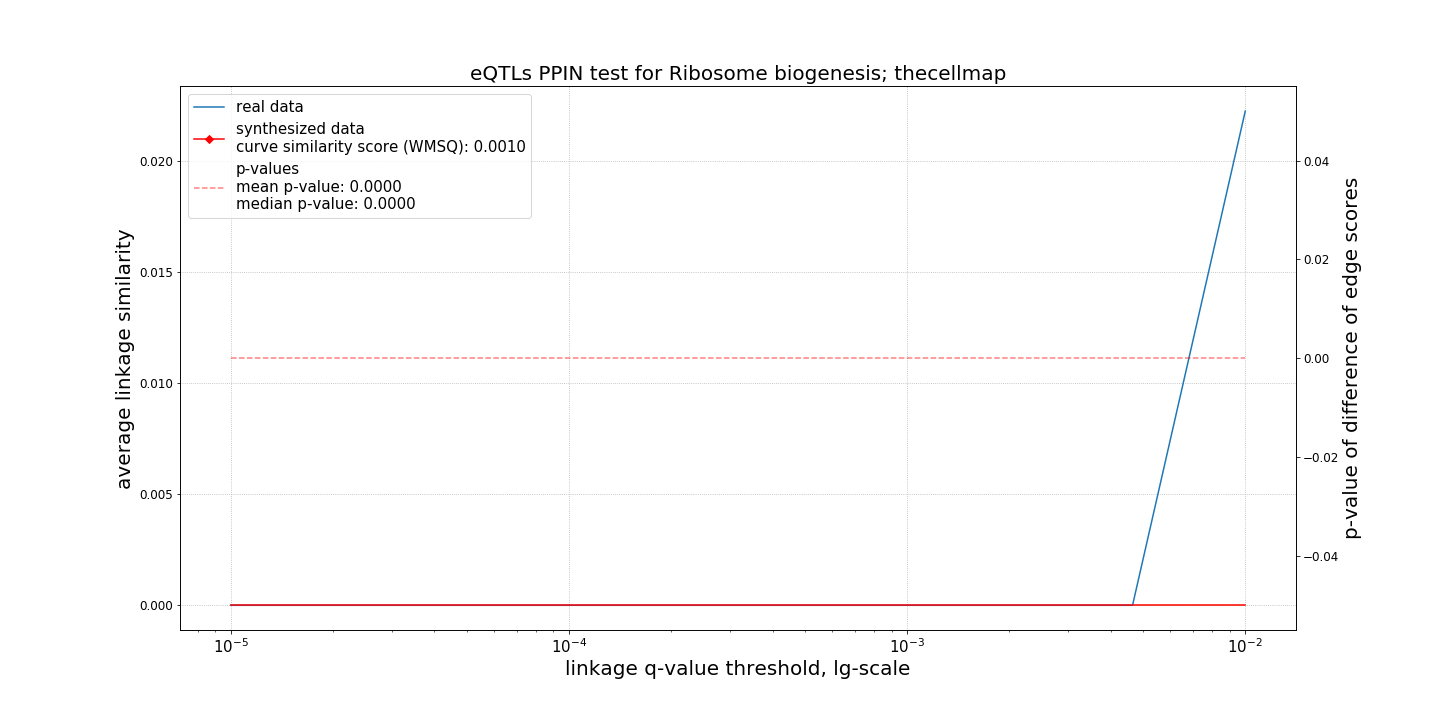 eQTLs PPIN test for Ribosome biogenesis; thecellmap
real data
synthesized data
curve similarity score (WMSQ): 0.0010
p-values
mean p-value: 0.0000
median p-value: 0.0000
average linkage similarity
0.020
0.015
0.010
0.005
0.000
0.04
0.02
0.00
−0.02
−0.04
p-value of difference of edge scores
10⁻⁵
10⁻⁴
10⁻³
10⁻²
linkage q-value threshold, lg-scale